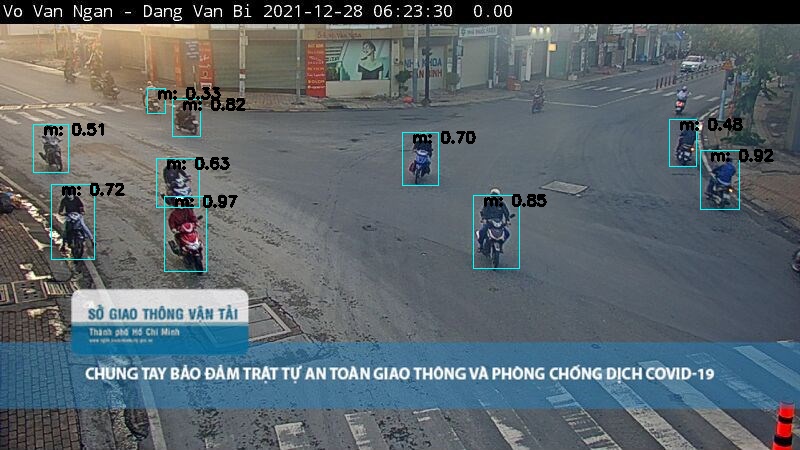 Vo Van Ngan - Dang Van Bi 2021-12-28 06:23:30 0.00
m: 0.33
m: 0.82
m: 0.51
m: 0.70
m: 0.48
m: 0.63
m: 0.92
m: 0.72
m: 0.97
m: 0.85
SỞ GIAO THÔNG VẬN TẢI
Thành phố Hồ Chí Minh
CHUNG TAY BẢO ĐẢM TRẬT TỰ AN TOÀN GIAO THÔNG VÀ PHÒNG CHỐNG DỊCH COVID-19